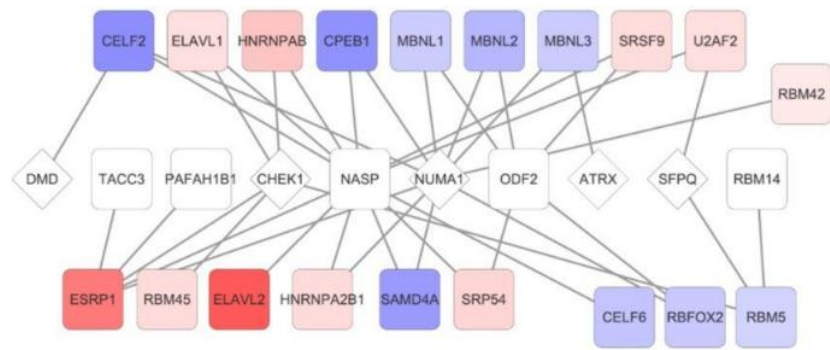 CELF2 ELAVL1 HNRNPAB CPEB1 MBNL1 MBNL2 MBNL3 SRSF9 U2AF2
RBM42
DMD TACC3 PAFAH1B1 CHEK1 NASP NUMA1 ODF2 ATRX SFPQ RBM14
ESRP1 RBM45 ELAVL2 HNRNPA2B1 SAMD4A SRP54
CELF6 RBFOX2 RBM5